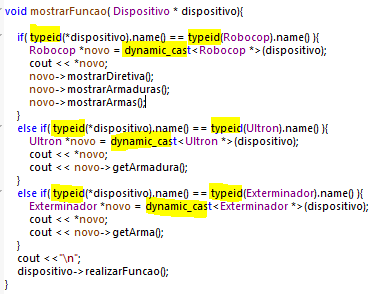 void mostrarFuncao( Dispositivo * dispositivo){
if( typeid(*dispositivo).name() == typeid(Robocop).name() ){
Robocop *novo = dynamic_cast<Robocop *>(dispositivo);
cout << *novo;
novo->mostrarDiretiva();
novo->mostrarArmaduras();
novo->mostrarArmas();
}
else if( typeid(*dispositivo).name() == typeid(Ultron).name() ){
Ultron *novo = dynamic_cast<Ultron *>(dispositivo);
cout << *novo;
cout << novo->getArmadura();
}
else if( typeid(*dispositivo).name() == typeid(Exterminador).name() ){
Exterminador *novo = dynamic_cast<Exterminador *>(dispositivo);
cout << *novo;
cout << novo->getArma();
}
cout <<"\n";
dispositivo->realizarFuncao();
}